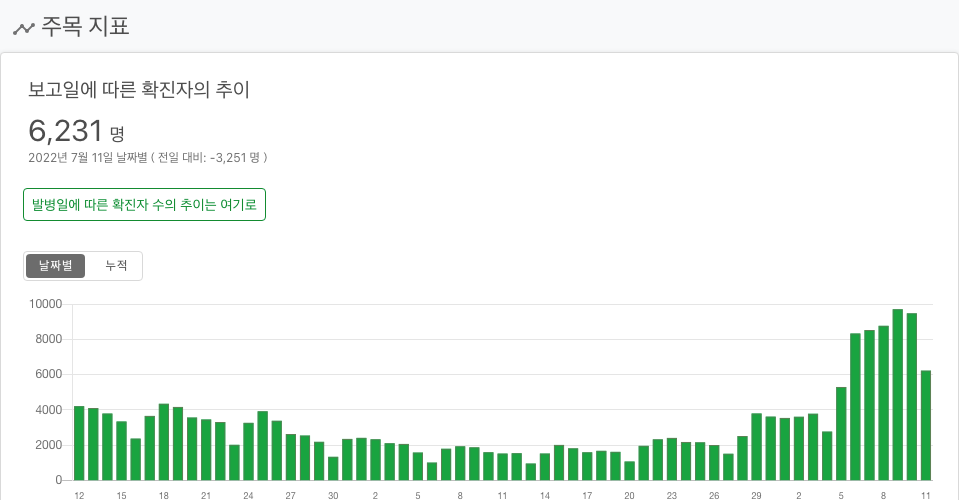 주목 지표
보고일에 따른 확진자의 추이
6,231 명
2022년 7월 11일 날짜별 ( 전일 대비: -3,251 명 )
발병일에 따른 확진자 수의 추이는 여기로
날짜별 누적
10000
8000
6000
4000
2000
0
12 15 18 21 24 27 30 2 5 8 11 14 17 20 23 26 29 2 5 8 11